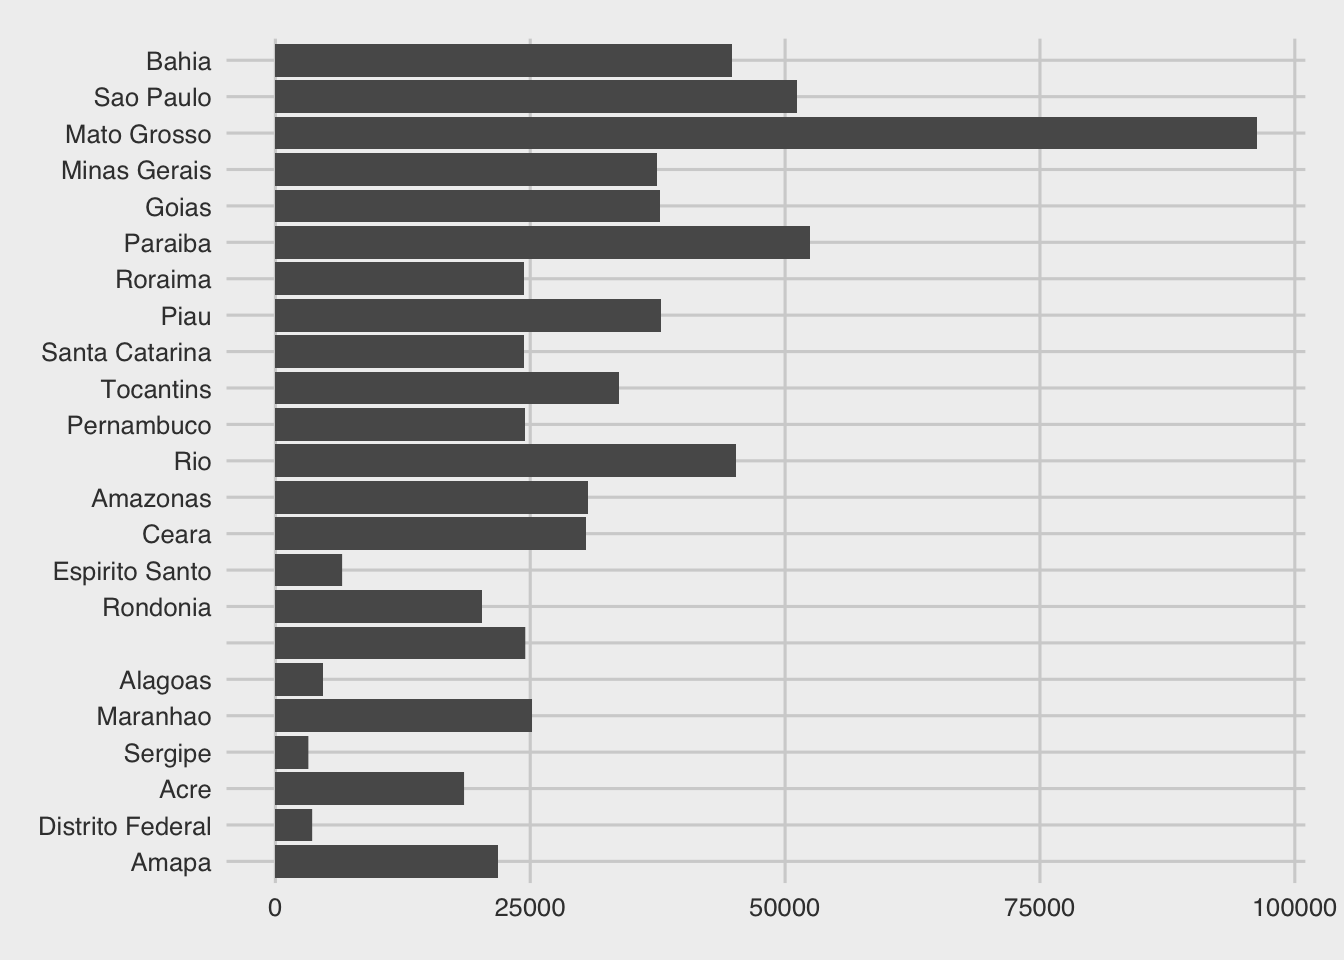 Bahia
Sao Paulo
Mato Grosso
Minas Gerais
Goias
Paraiba
Roraima
Piau
Santa Catarina
Tocantins
Pernambuco
Rio
Amazonas
Ceara
Espirito Santo
Rondonia
Alagoas
Maranhao
Sergipe
Acre
Distrito Federal
Amapa
0 25000 50000 75000 100000